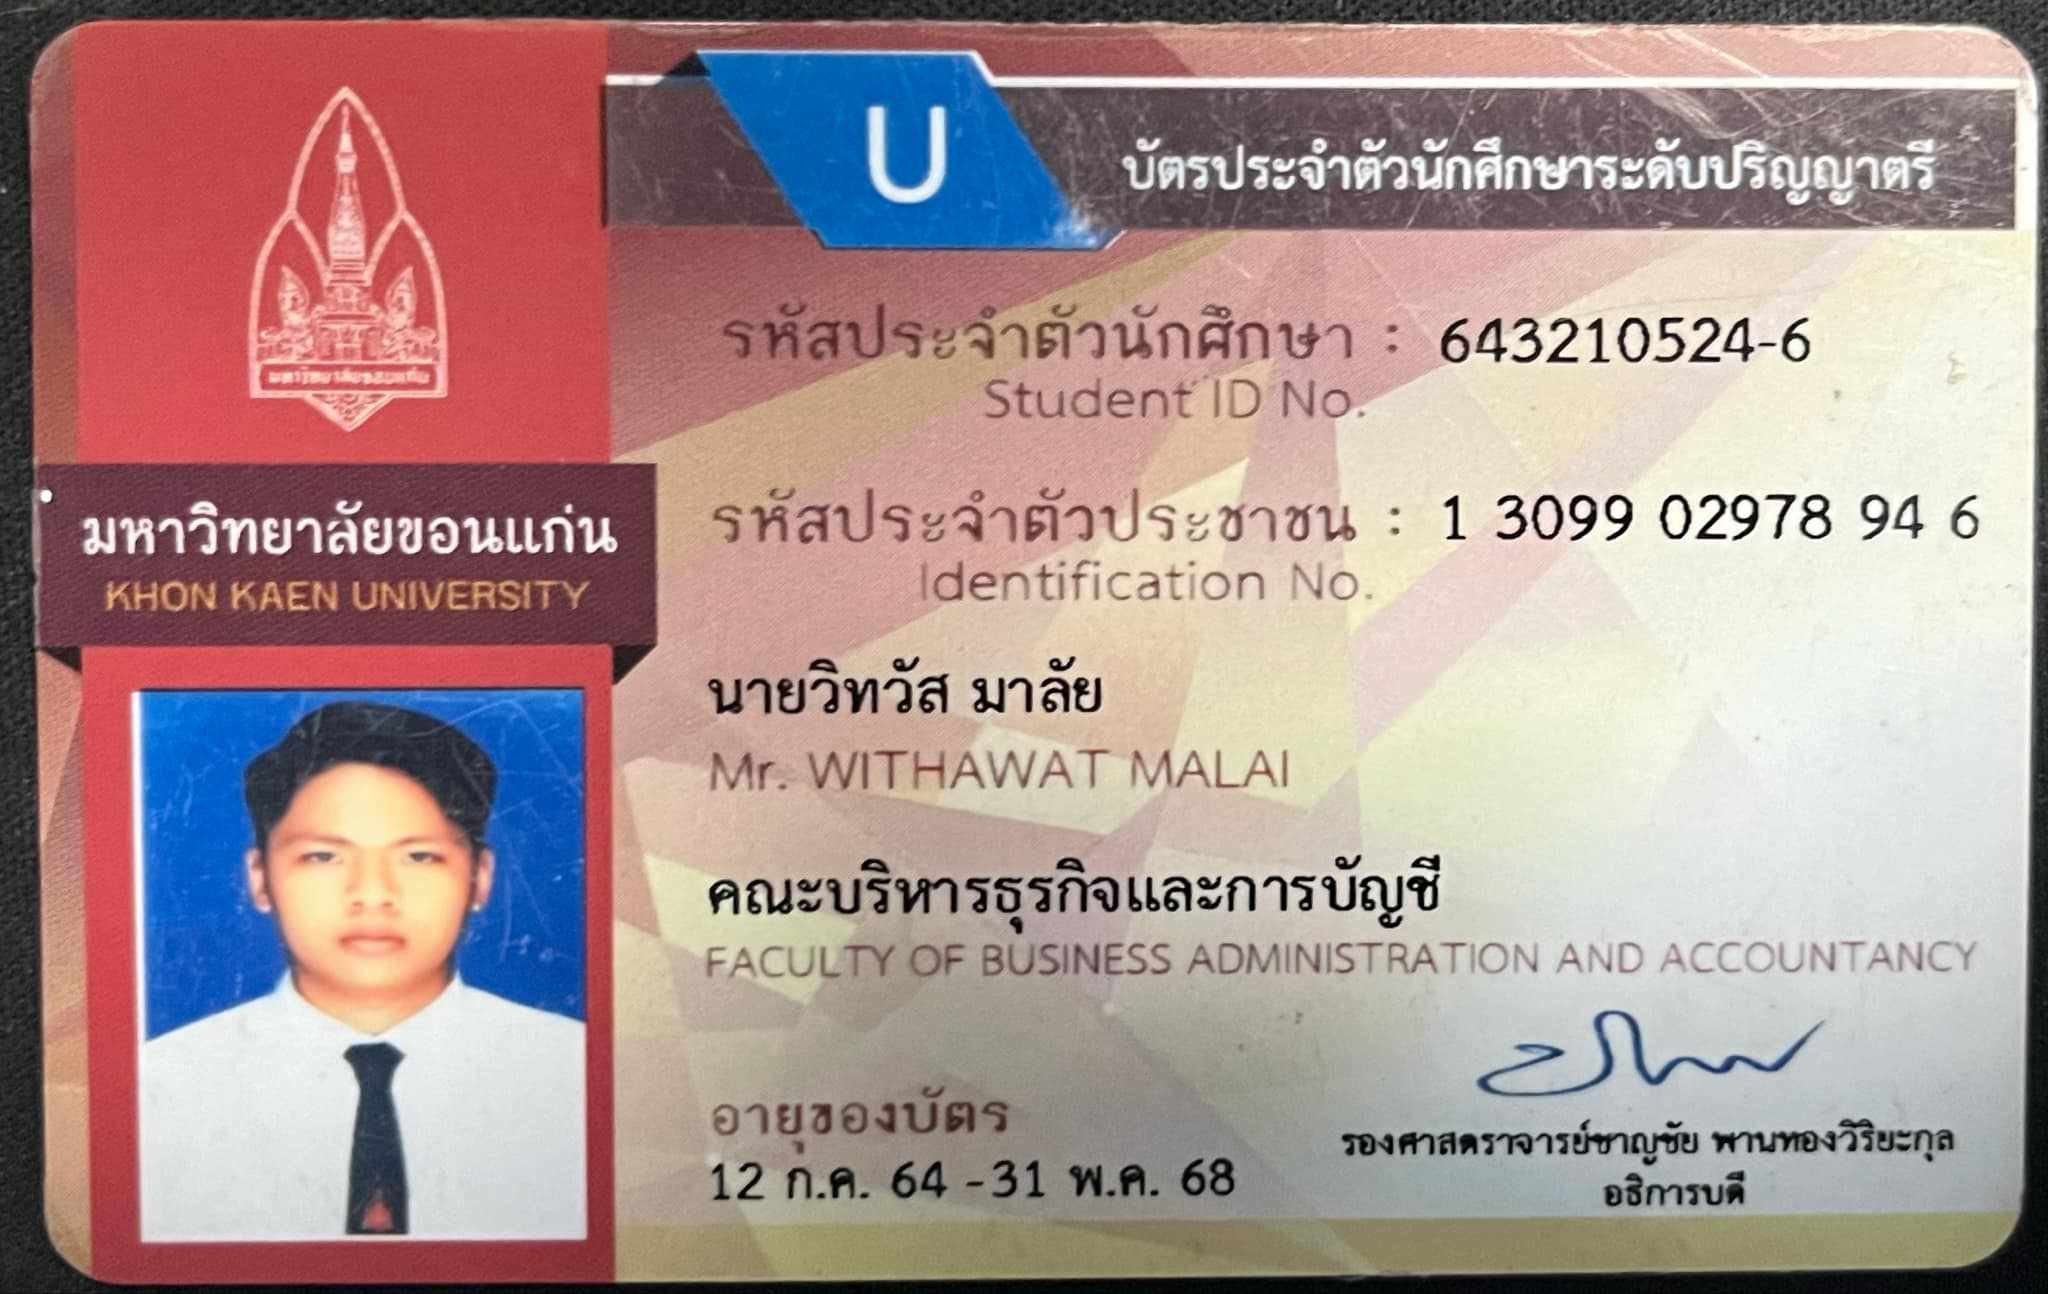 U
บัตรประจำตัวนักศึกษาระดับปริญญาตรี
มหาวิทยาลัยขอนแก่น
มหาวิทยาลัยขอนแก่น
KHON KAEN UNIVERSITY
รหัสประจำตัวนักศึกษา : 643210524-6
Student ID No.
รหัสประจำตัวประชาชน : 1 3099 02978 94 6
Identification No.
นายวิทวัส มาลัย
Mr. WITHAWAT MALAI
คณะบริหารธุรกิจและการบัญชี
FACULTY OF BUSINESS ADMINISTRATION AND ACCOUNTANCY
อายุของบัตร
12 ก.ค. 64 -31 พ.ค. 68
รองศาสตราจารย์ชาญชัย พานทองวิริยะกุล
อธิการบดี